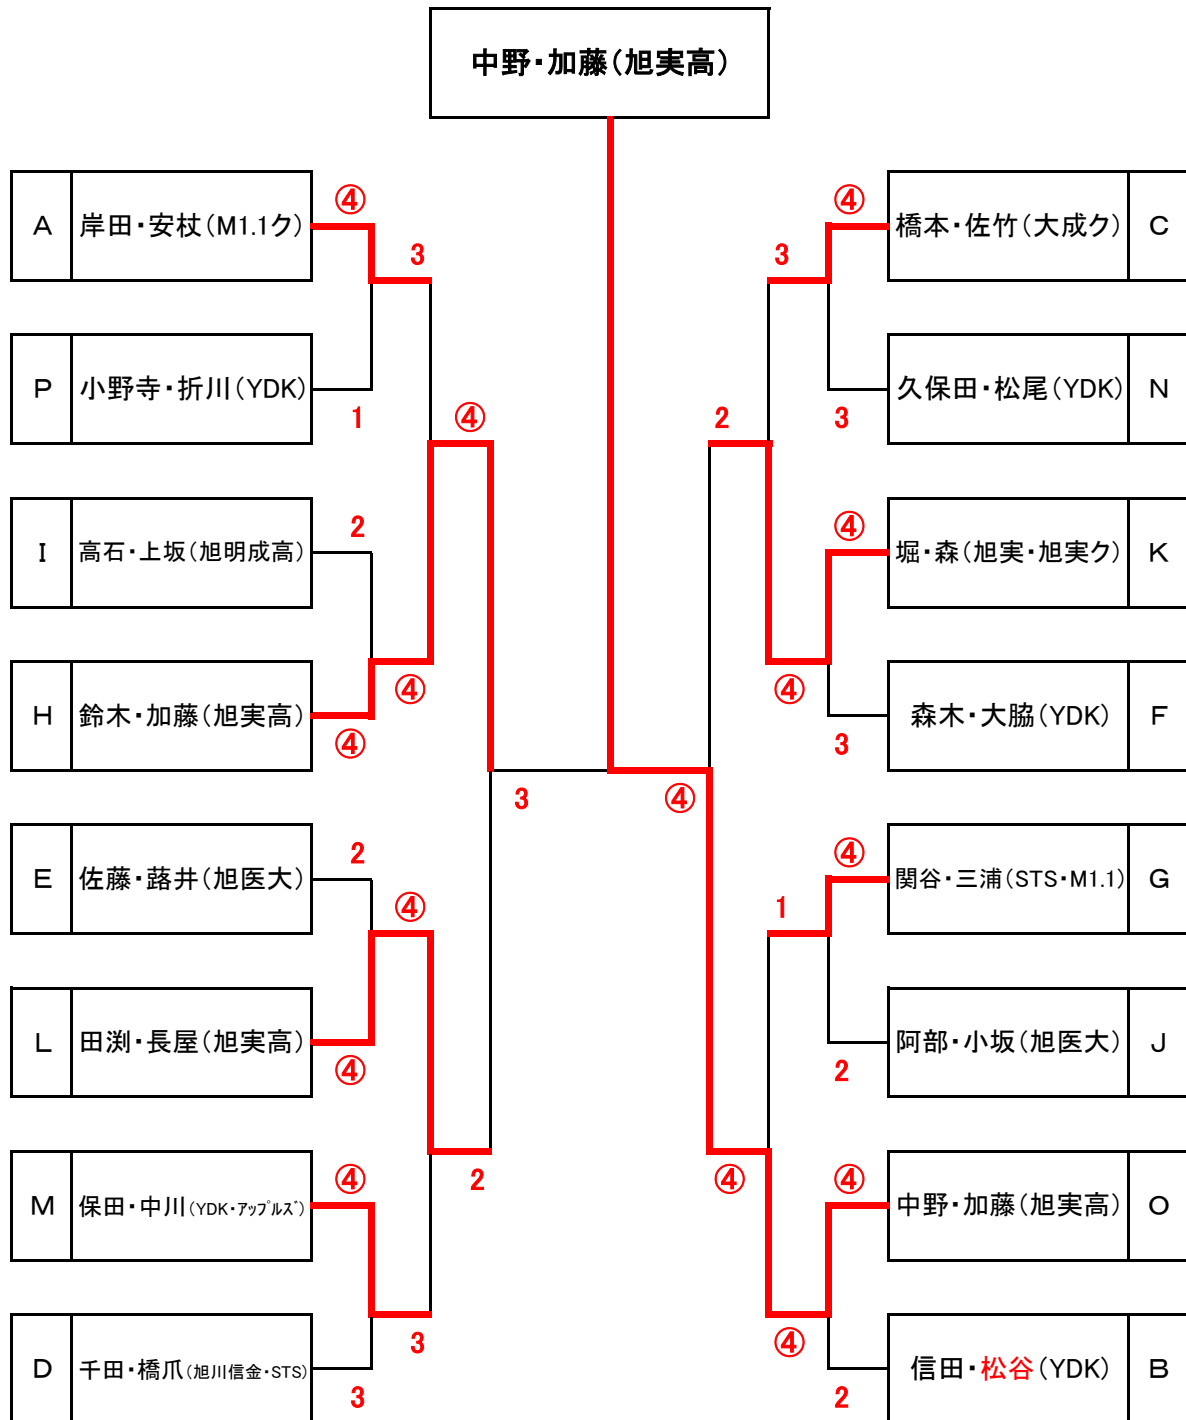 中野・加藤(旭実高)
A 岸田・安杖(M1.1ク) ④ ④ 橋本・佐竹(大成ク) C
3 3
P 小野寺・折川(YDK) 久保田・松尾(YDK) N
1 ④ 2 3
I 高石・上坂(旭明成高) 2 ④ 堀・森(旭実・旭実ク) K
④ ④
H 鈴木・加藤(旭実高) 森木・大脇(YDK) F
④ 3
3 ④
E 佐藤・蕗井(旭医大) 2 ④ 関谷・三浦(STS・M1.1) G
④ 1
L 田渕・長屋(旭実高) 阿部・小坂(旭医大) J
④ 2
M 保田・中川(YDK・アップルズ) ④ 2 ④ ④ 中野・加藤(旭実高) O
3 ④
D 千田・橋爪(旭川信金・STS) 信田・松谷(YDK) B
3 2